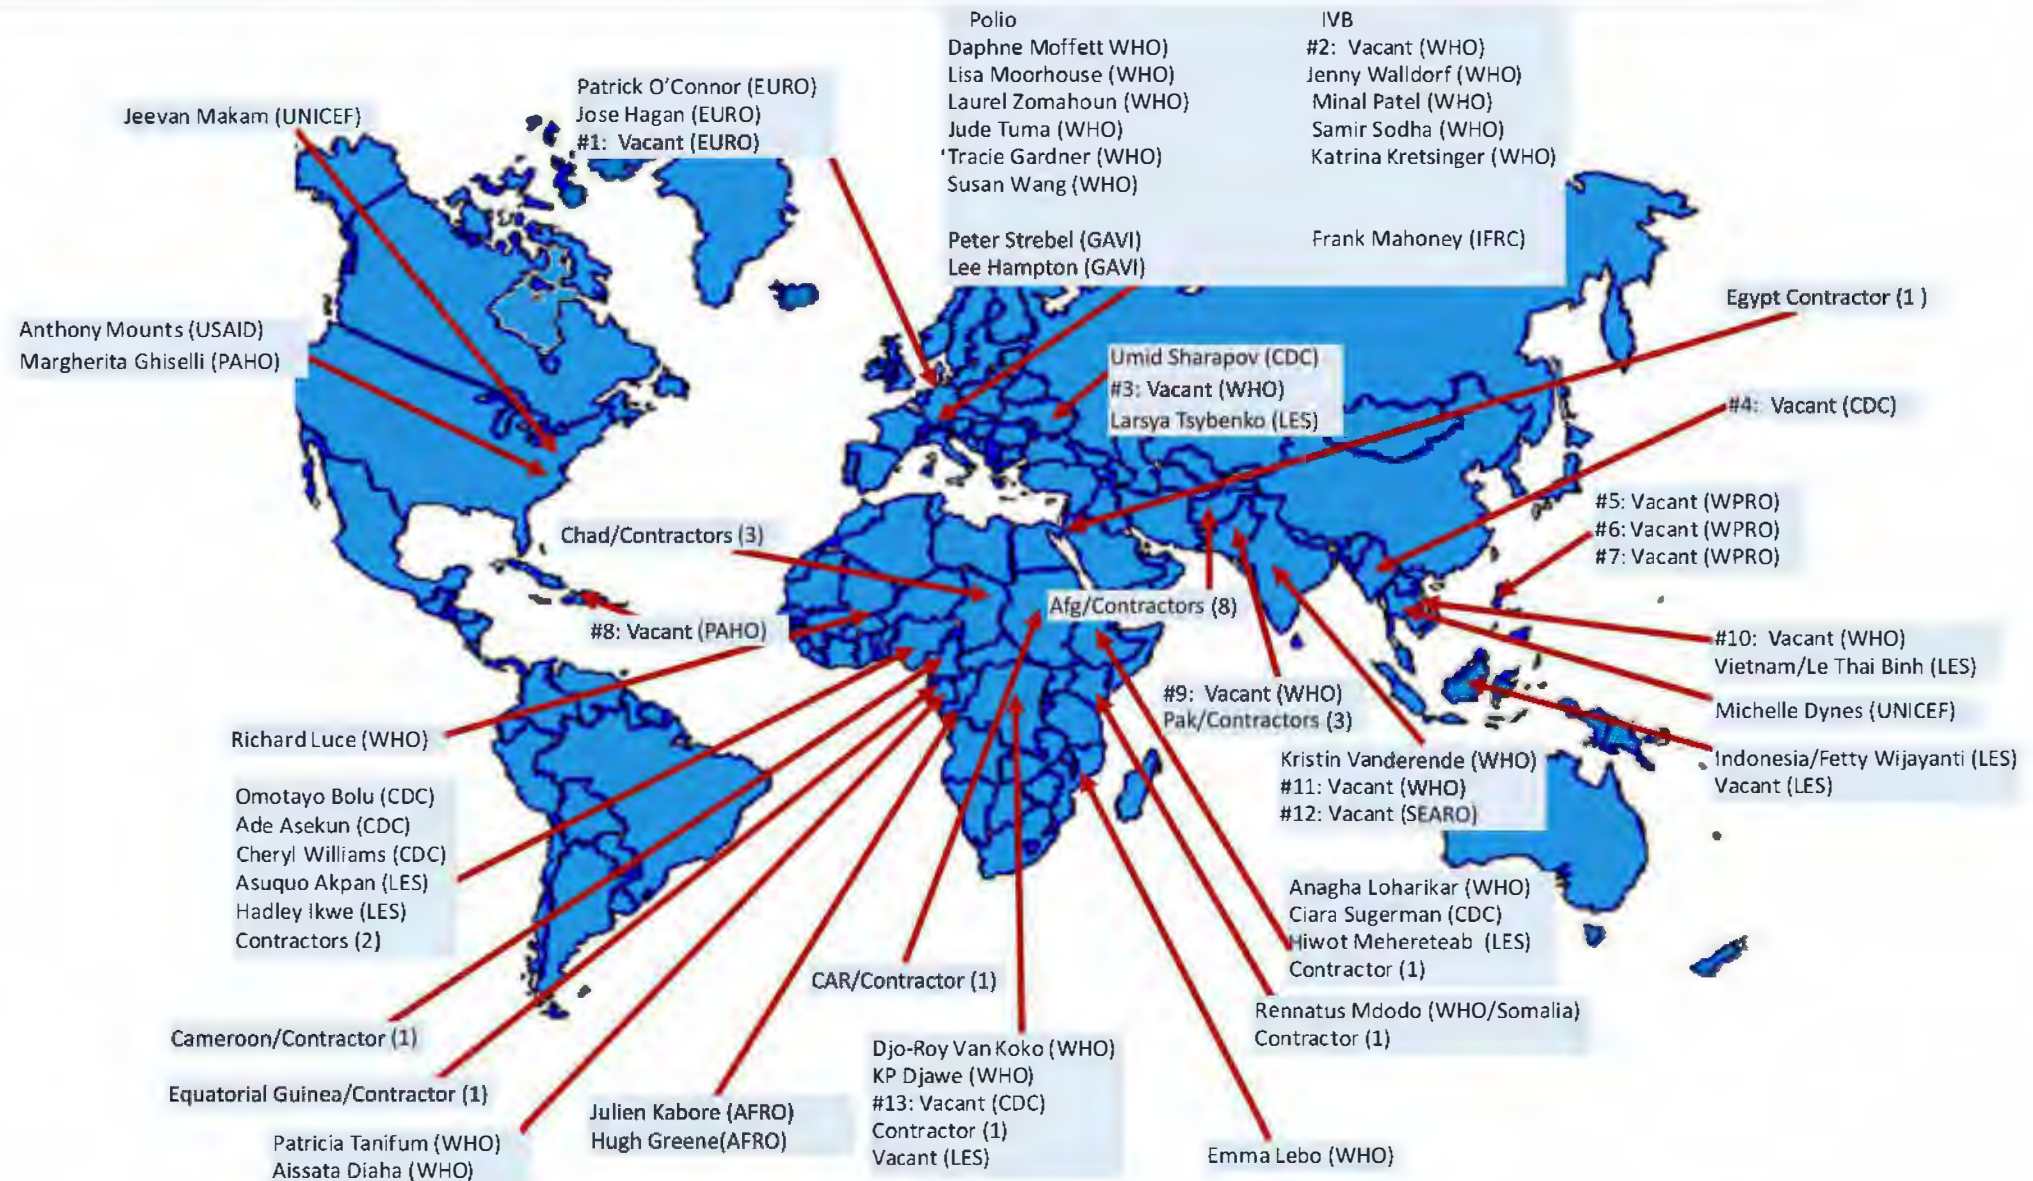 Polio
Daphne Moffett WHO)
Lisa Moorhouse (WHO)
Laurel Zomahoun (WHO)
Jude Tuma (WHO)
'Tracie Gardner (WHO)
Susan Wang (WHO)
Peter Strebel (GAVI)
Lee Hampton (GAVI)
IVB
#2: Vacant (WHO)
Jenny Walldorf (WHO)
Minal Patel (WHO)
Samir Sodha (WHO)
Katrina Kretsinger (WHO)
Frank Mahoney (IFRC)
Patrick O'Connor (EURO)
Jose Hagan (EURO)
#1: Vacant (EURO)
Jeevan Makam (UNICEF)
Anthony Mounts (USAID)
Margherita Ghiselli (PAHO)
Egypt Contractor (1 )
Umid Sharapov (CDC)
#3: Vacant (WHO)
Larsya Tsybenko (LES)
#4: Vacant (CDC)
#5: Vacant (WPRO)
#6: Vacant (WPRO)
#7: Vacant (WPRO)
Chad/Contractors (3)
Afg/Contractors (8)
#8: Vacant (PAHO)
#10: Vacant (WHO)
Vietnam/Le Thai Binh (LES)
#9: Vacant (WHO)
Pak/Contractors (3)
Michelle Dynes (UNICEF)
Richard Luce (WHO)
Kristin Vanderende (WHO)
#11: Vacant (WHO)
#12: Vacant (SEARO)
Indonesia/Fetty Wijayanti (LES)
Vacant (LES)
Omotayo Bolu (CDC)
Ade Asekun (CDC)
Cheryl Williams (CDC)
Asuquo Akpan (LES)
Hadley Ikwe (LES)
Contractors (2)
Anagha Loharikar (WHO)
Ciara Sugerman (CDC)
Hiwot Mehereteab (LES)
Contractor (1)
CAR/Contractor (1)
Rennatus Mdodo (WHO/Somalia)
Contractor (1)
Cameroon/Contractor (1)
Equatorial Guinea/Contractor (1)
Djo-Roy Van Koko (WHO)
KP Djawe (WHO)
#13: Vacant (CDC)
Contractor (1)
Vacant (LES)
Julien Kabore (AFRO)
Hugh Greene(AFRO)
Patricia Tanifum (WHO)
Aissata Diaha (WHO)
Emma Lebo (WHO)